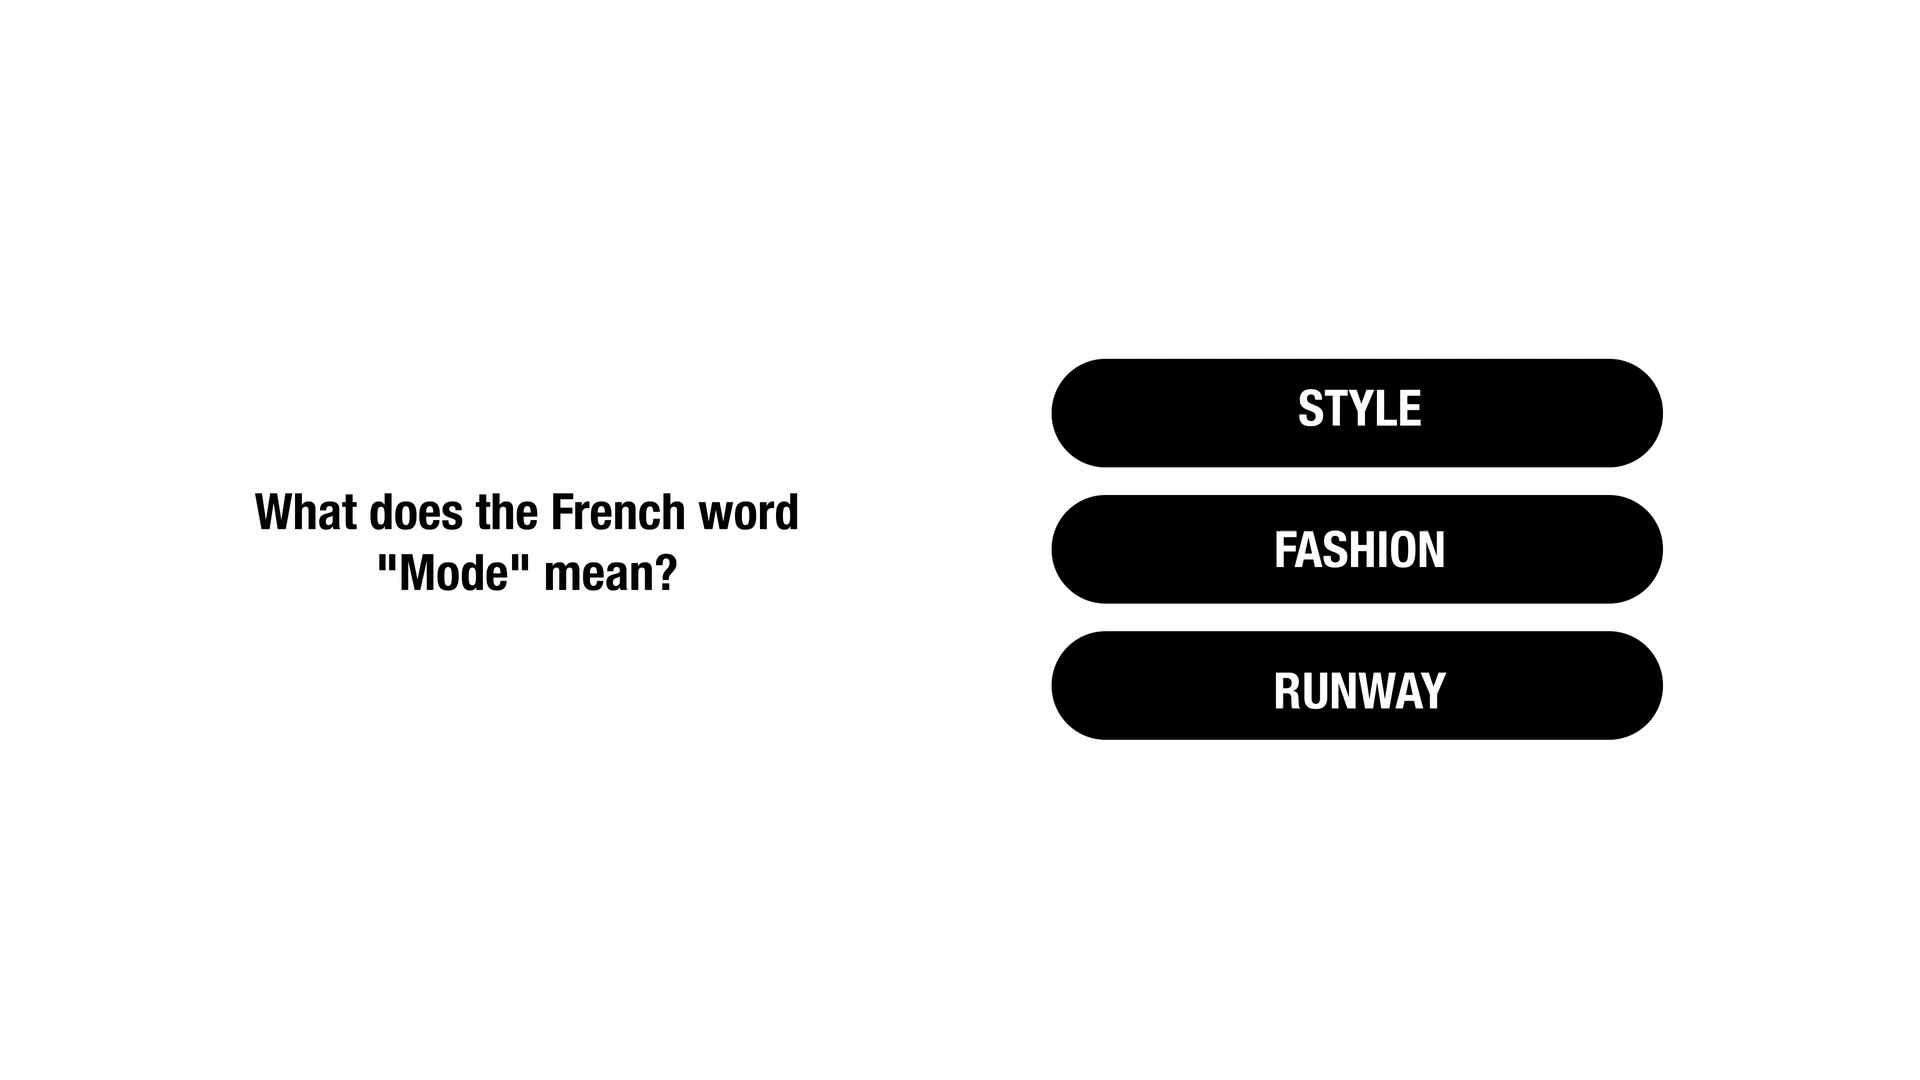 What does the French word
"Mode" mean?
STYLE
FASHION
RUNWAY